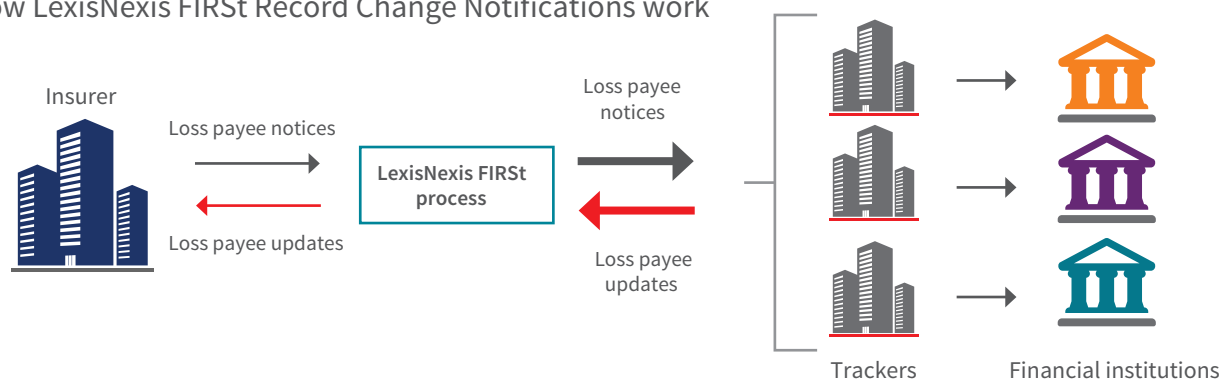 ow LexisNexis FIRSt Record Change Notifications work
Insurer
Loss payee notices
Loss payee updates
LexisNexis FIRSt
process
Loss payee
notices
Loss payee
updates
Trackers
Financial institutions